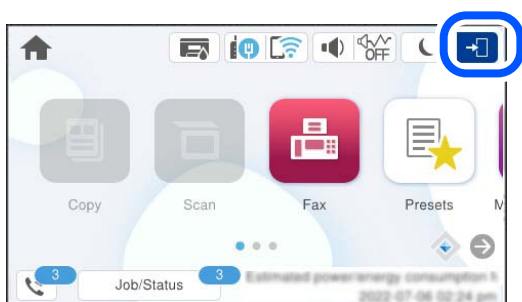 OFF
Copy
Scan
Fax
Presets
M
3
Job/Status
3
Estimated power/energy consumption h
2022-07-06 02:24 pm